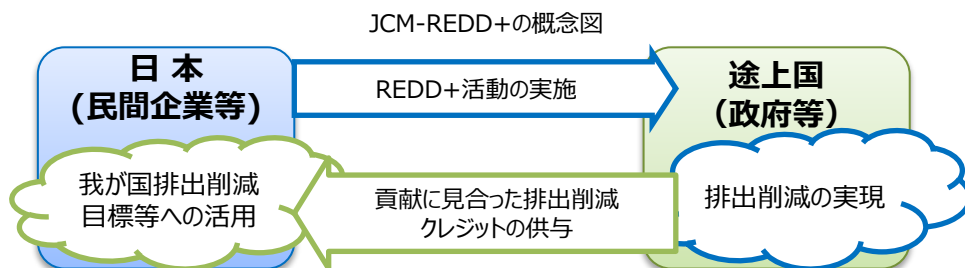 JCM-REDD+の概念図
日 本
(民間企業等)
REDD+活動の実施
途上国
（政府等）
我が国排出削減
目標等への活用
貢献に見合った排出削減
クレジットの供与
排出削減の実現